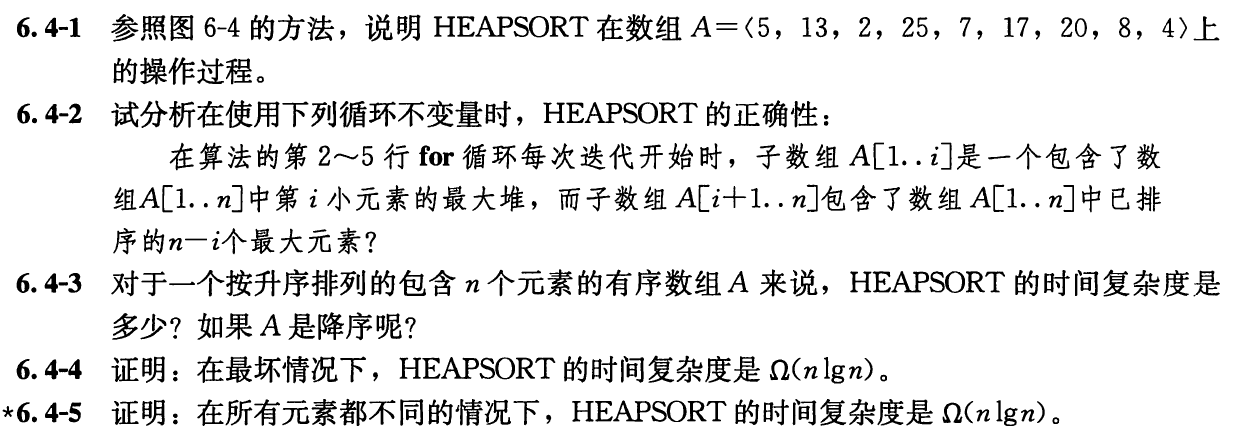 6.4-1 参照图 6-4 的方法，说明 HEAPSORT 在数组 A=〈5，13，2，25，7，17，20，8，4〉上
的操作过程。
6.4-2 试分析在使用下列循环不变量时，HEAPSORT 的正确性：
在算法的第 2～5 行 for 循环每次迭代开始时，子数组 A[1..i]是一个包含了数
组A[1..n]中第 i 小元素的最大堆，而子数组 A[i+1..n]包含了数组 A[1..n]中已排
序的n-i个最大元素？
6.4-3 对于一个按升序排列的包含 n 个元素的有序数组 A 来说，HEAPSORT 的时间复杂度是
多少？如果 A 是降序呢？
6.4-4 证明：在最坏情况下，HEAPSORT 的时间复杂度是 Ω(nlgn)。
*6.4-5 证明：在所有元素都不同的情况下，HEAPSORT 的时间复杂度是 Ω(nlgn)。